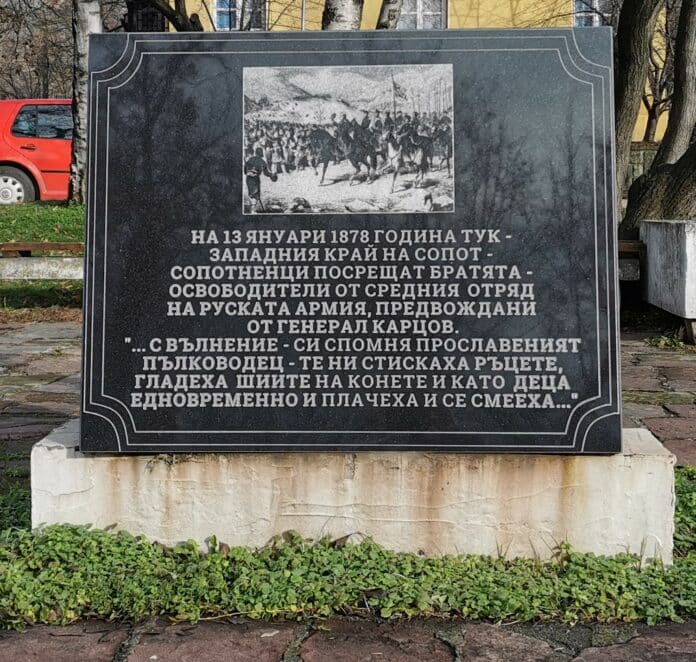 НА 13 ЯНУАРИ 1878 ГОДИНА ТУК -
ЗАПАДНИЯ КРАЙ НА СОПОТ -
СОПОТНЕНЦИ ПОСРЕЩАТ БРАТЯТА -
ОСВОБОДИТЕЛИ ОТ СРЕДНИЯ ОТРЯД
НА РУСКАТА АРМИЯ, ПРЕДВОЖДАНИ
ОТ ГЕНЕРАЛ КАРЦОВ.
"... С ВЪЛНЕНИЕ - СИ СПОМНЯ ПРОСЛАВЕНИЯТ
ПЪЛКОВОДЕЦ - ТЕ НИ СТИСКАХА РЪЦЕТЕ,
ГЛАДЕХА ШИИТЕ НА КОНЕТЕ И КАТО ДЕЦА
ЕДНОВРЕМЕННО И ПЛАЧЕХА И СЕ СМЕЕХА..."